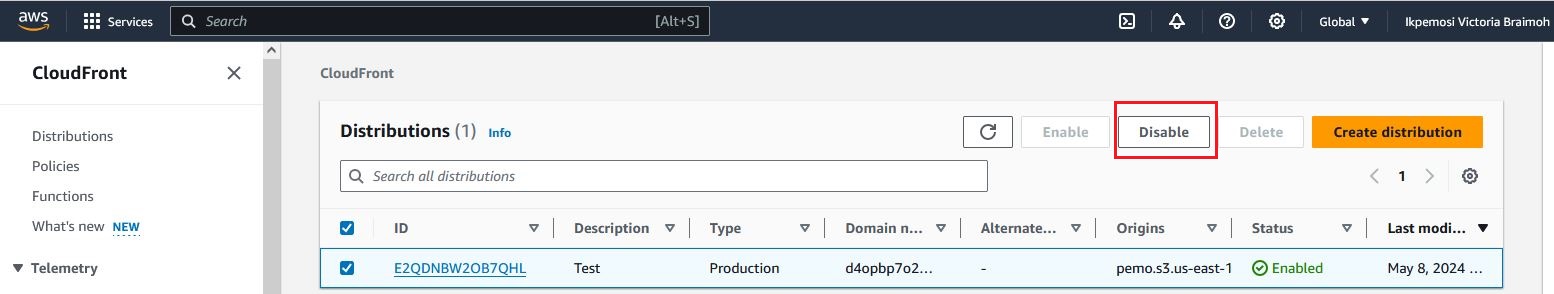 aws Services Search [Alt+S] Global Ikpemosi Victoria Braimoh
CloudFront
Distributions
Policies
Functions
What's new NEW
Telemetry
CloudFront
Distributions (1) Info Enable Disable Delete Create distribution
Search all distributions 1
ID Description Type Domain n... Alternate... Origins Status Last modi...
E2QDNBW2OB7QHL Test Production d4opbp7o2... - pemo.s3.us-east-1 Enabled May 8, 2024 ...